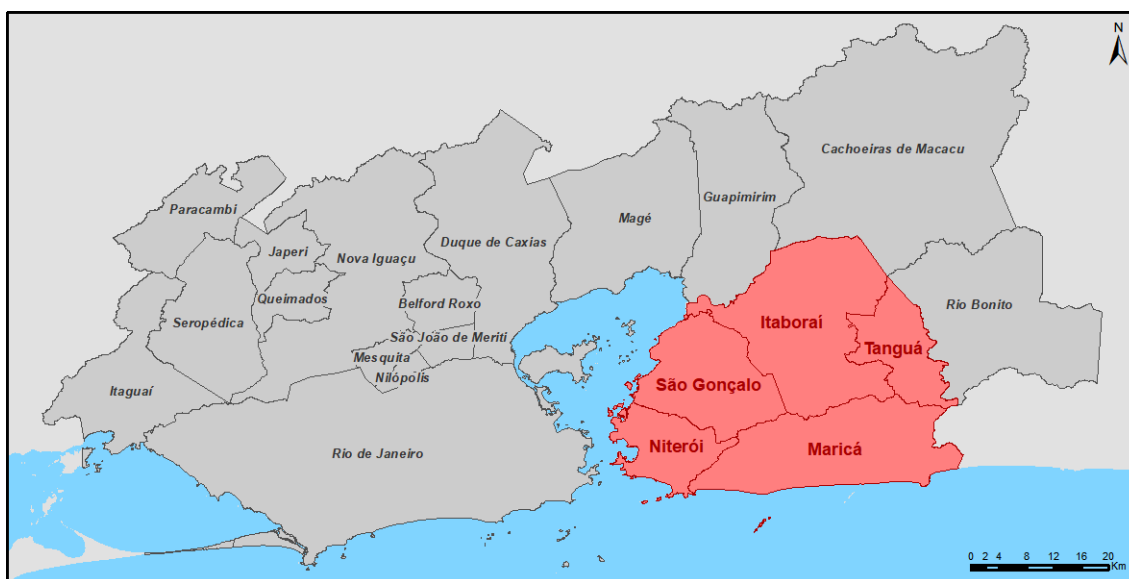 N
Cachoeiras de Macacu
Paracambi
Guapimirim
Magé
Japeri
Duque de Caxias
Nova Iguaçu
Queimados
Belford Roxo
Rio Bonito
Itaboraí
Seropédica
São João de Meriti
Tanguá
Mesquita
Nilópolis
São Gonçalo
Itaguaí
Niterói
Maricá
Rio de Janeiro
0 2 4 8 12 16 20
Km